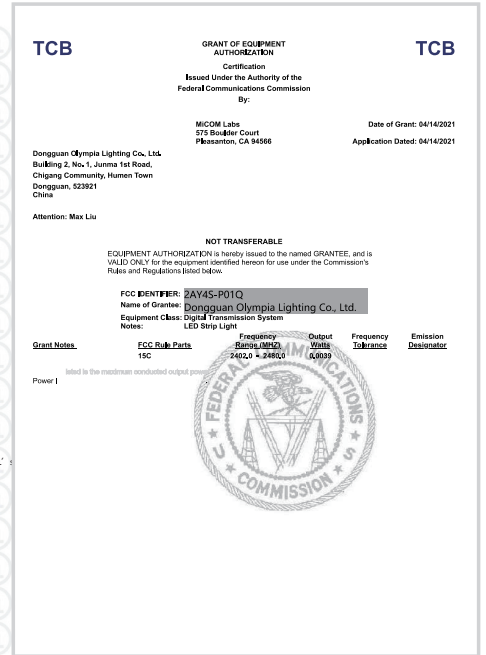 TCB
GRANT OF EQUIPMENT
AUTHORIZATION
TCB
Certification
Issued Under the Authority of the
Federal Communications Commission
By:
MiCOM Labs
575 Boulder Court
Pleasanton, CA 94566
Date of Grant: 04/14/2021
Application Dated: 04/14/2021
Dongguan Olympia Lighting Co., Ltd.
Building 2, No. 1, Junma 1st Road,
Chigang Community, Humen Town
Dongguan, 523921
China
Attention: Max Liu
NOT TRANSFERABLE
EQUIPMENT AUTHORIZATION is hereby issued to the named GRANTEE, and is
VALID ONLY for the equipment identified hereon for use under the Commission's
Rules and Regulations listed below.
FCC IDENTIFIER: 2AY4S-P01Q
Name of Grantee: Dongguan Olympia Lighting Co., Ltd.
Equipment Class: Digital Transmission System
Notes: LED Strip Light
Grant Notes FCC Rule Parts Frequency Range (MHZ) Output Watts Frequency Tolerance Emission Designator
15C 2402.0 - 2480.0 0.0039
listed is the maximum conducted output power
Power l
FEDERAL COMMUNICATIONS COMMISSION
U S